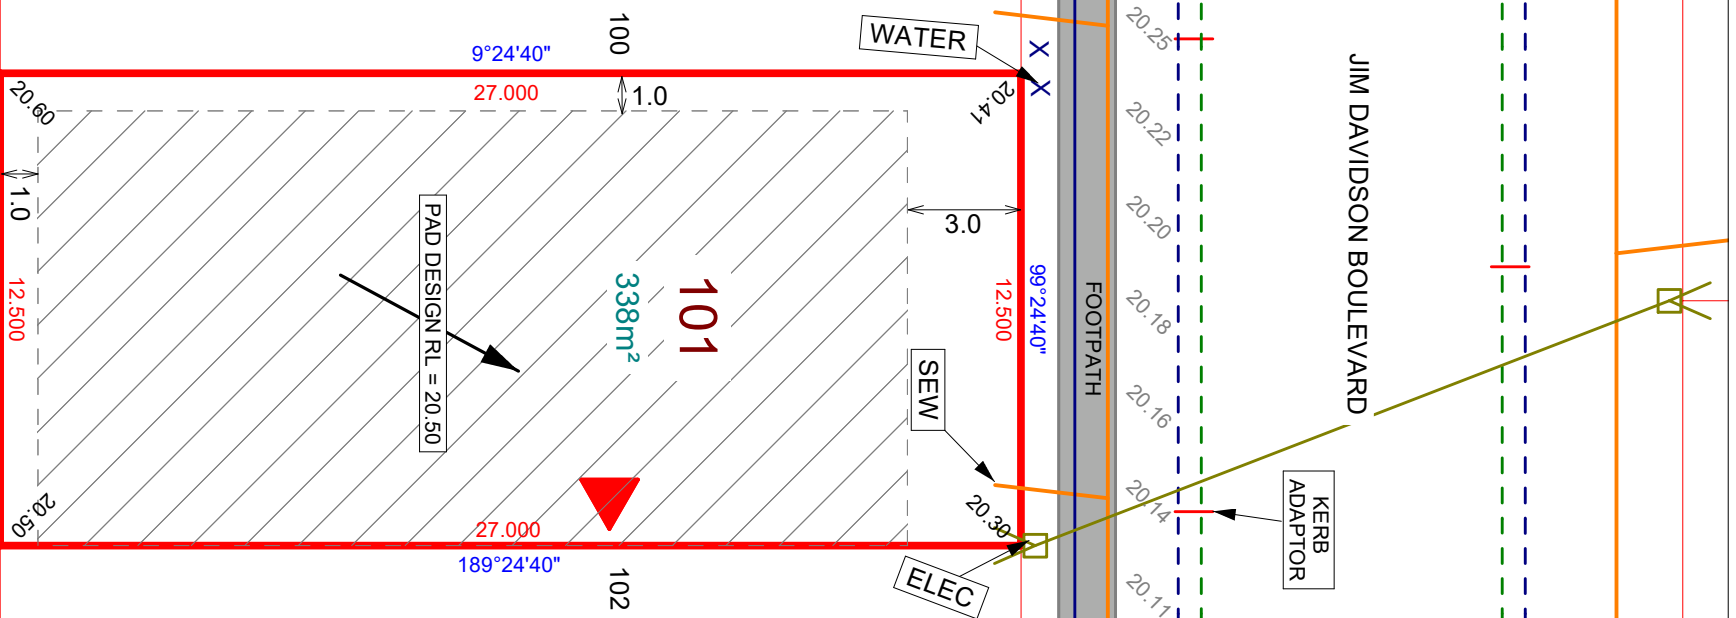 100
9°24'40"
27.000
1.0
20.60
20.41
WATER
X
X
1.0
12.500
PAD DESIGN RL = 20.50
338m²
101
3.0
12.500
99°24'40"
FOOTPATH
SEW
20.50
27.000
189°24'40"
102
20.30
ELEC
20.25
20.22
20.20
20.18
20.16
20.14
20.11
JIM DAVIDSON BOULEVARD
KERB
ADAPTOR